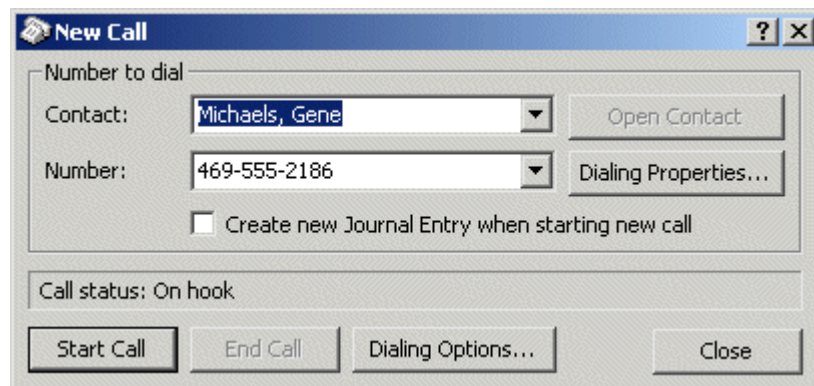 New Call
Number to dial
Contact: Michaels, Gene Open Contact
Number: 469-555-2186 Dialing Properties...
Create new Journal Entry when starting new call
Call status: On hook
Start Call End Call Dialing Options... Close